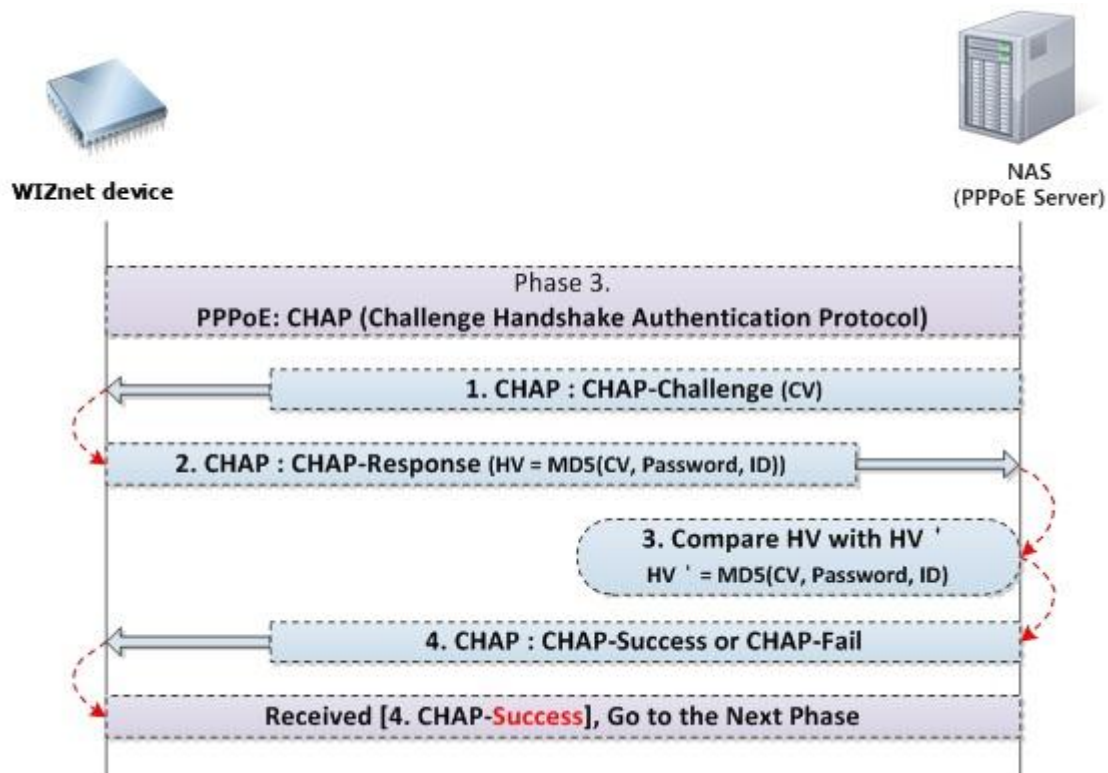 WIZnet device
NAS
(PPPoE Server)
Phase 3.
PPPoE: CHAP (Challenge Handshake Authentication Protocol)
1. CHAP : CHAP-Challenge (CV)
2. CHAP : CHAP-Response (HV = MD5(CV, Password, ID))
3. Compare HV with HV '
HV ' = MD5(CV, Password, ID)
4. CHAP : CHAP-Success or CHAP-Fail
Received [4. CHAP-Success], Go to the Next Phase